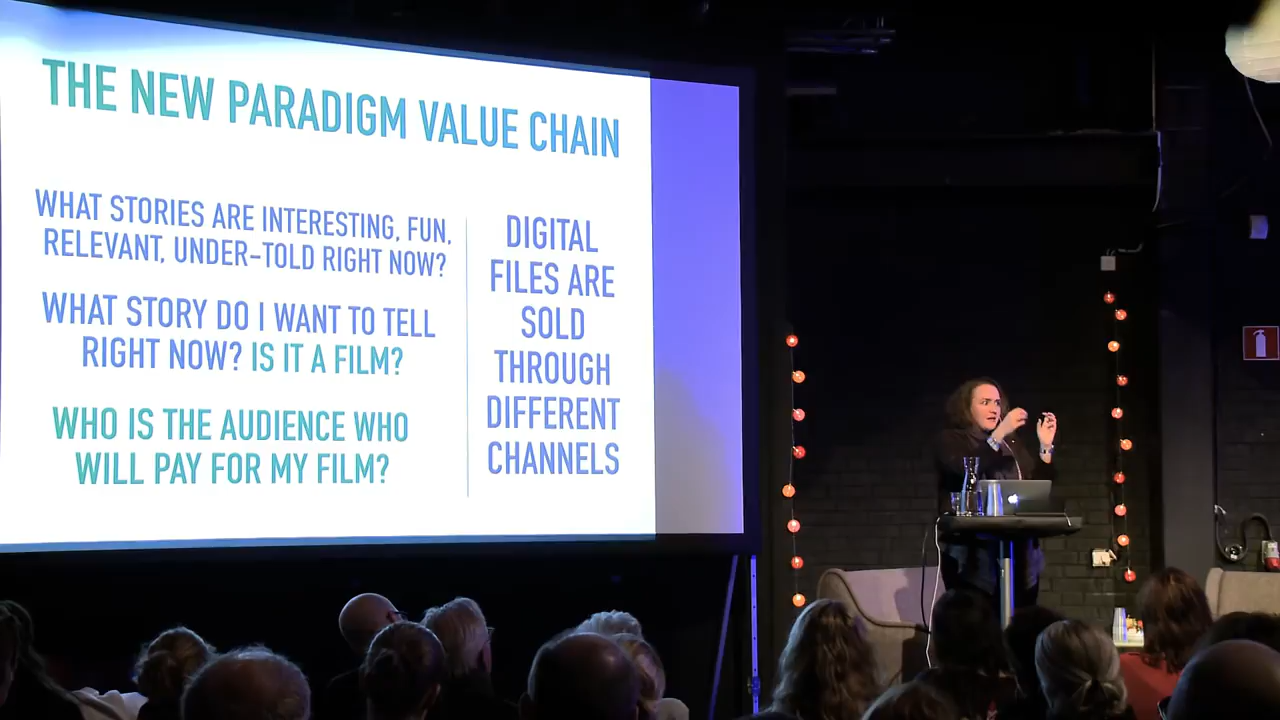 THE NEW PARADIGM VALUE CHAIN
WHAT STORIES ARE INTERESTING, FUN,
RELEVANT, UNDER-TOLD RIGHT NOW?
WHAT STORY DO I WANT TO TELL
RIGHT NOW? IS IT A FILM?
WHO IS THE AUDIENCE WHO
WILL PAY FOR MY FILM?
DIGITAL
FILES ARE
SOLD
THROUGH
DIFFERENT
CHANNELS